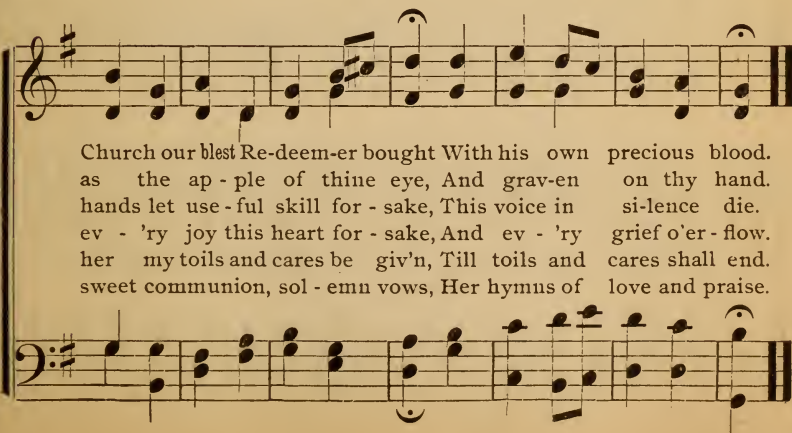 Church our blest Re-deem-er bought With his own precious blood.
as the ap - ple of thine eye, And grav-en on thy hand.
hands let use - ful skill for - sake, This voice in si-lence die.
ev - 'ry joy this heart for - sake, And ev - 'ry grief o'er - flow.
her my toils and cares be giv'n, Till toils and cares shall end.
sweet communion, sol - emn vows, Her hymns of love and praise.